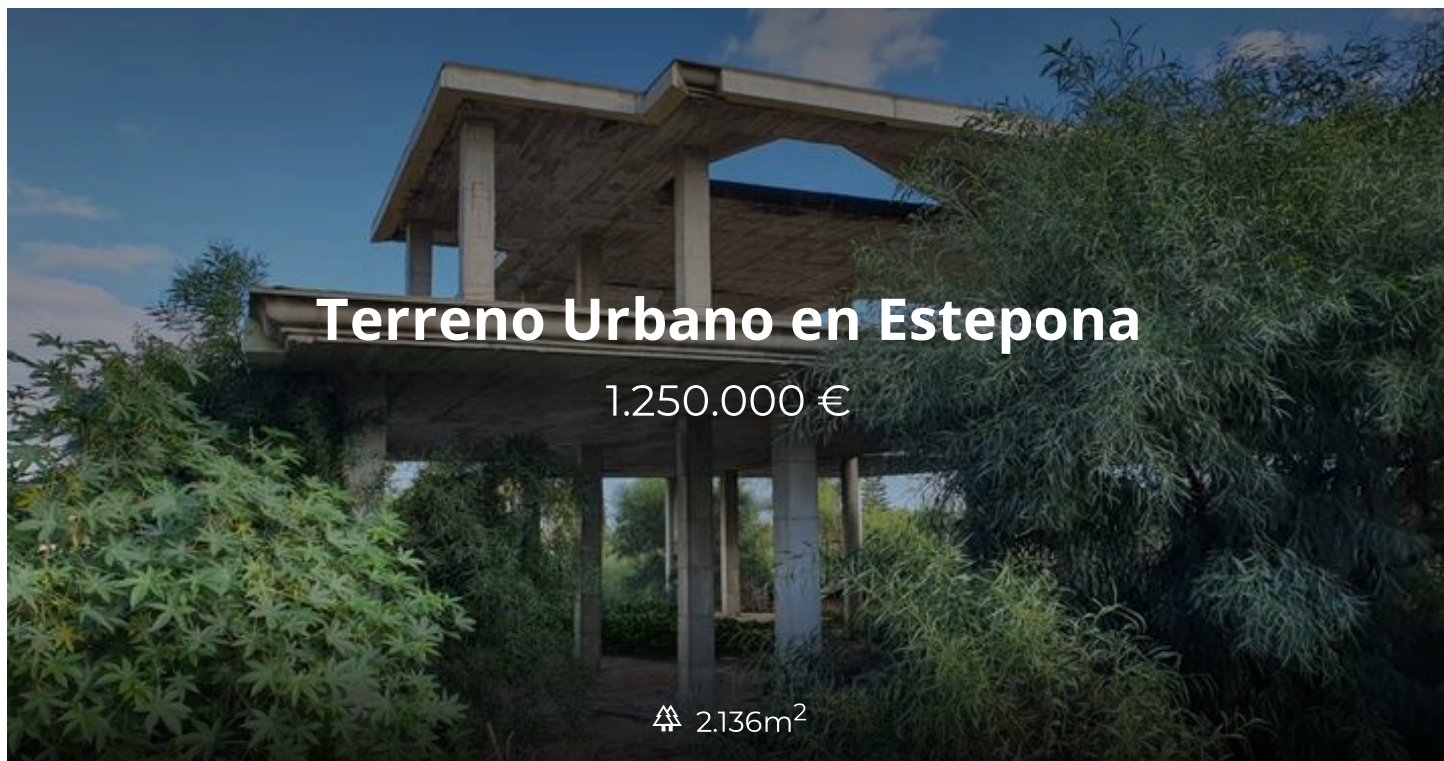 Terreno Urbano en Estepona
1.250.000 €
2.136m²